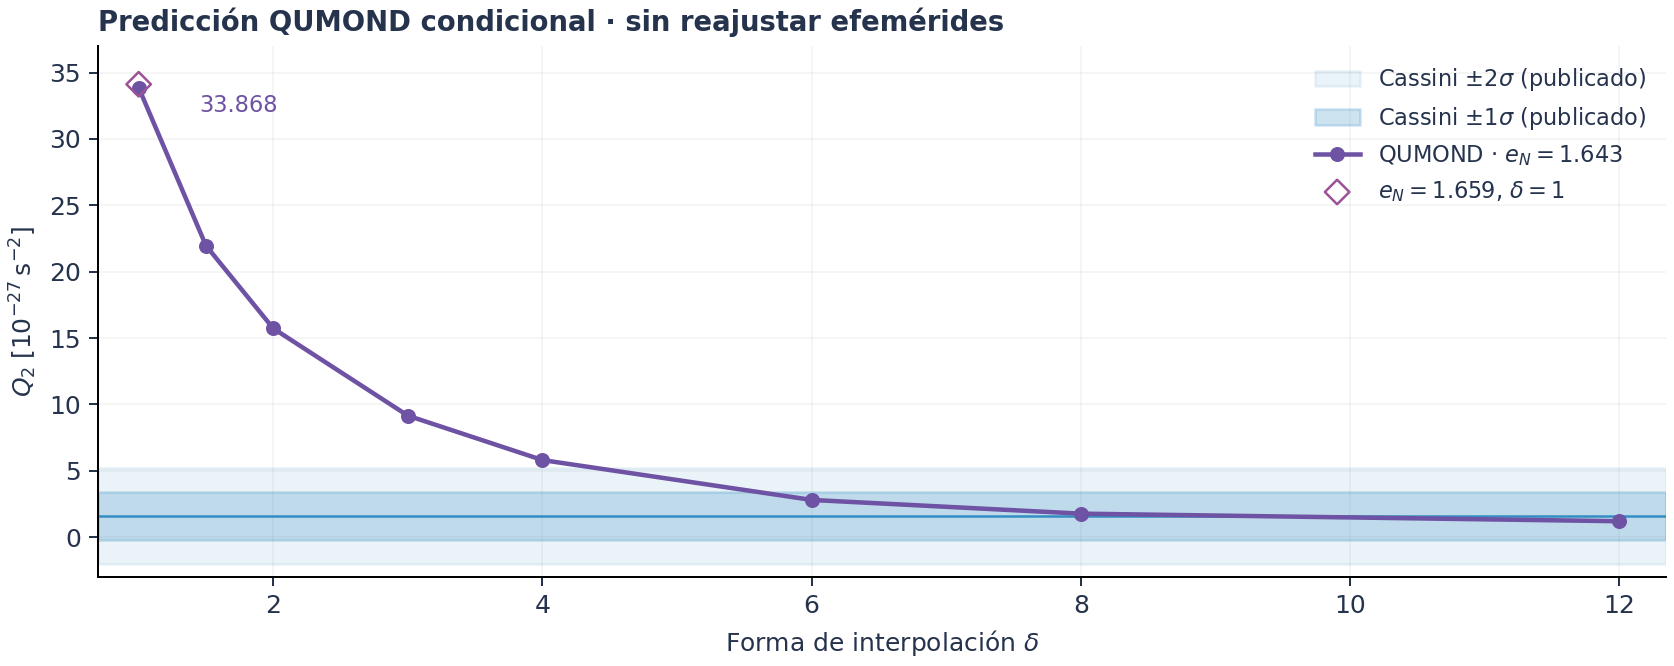 Predicción QUMOND condicional · sin reajustar efemérides
Cassini ±2σ (publicado)
Cassini ±1σ (publicado)
QUMOND · e_N = 1.643
e_N = 1.659, δ = 1
33.868
Q₂ [10⁻²⁷ s⁻²]
35
30
25
20
15
10
5
0
2 4 6 8 10 12
Forma de interpolación δ